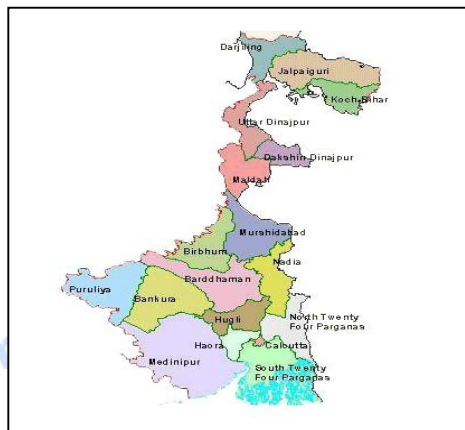 Darjiling
Jalpaiguri
Koch Bihar
Uttar Dinajpur
Dakshin Dinajpur
Maldah
Murshidabad
Birbhum
Nadia
Barddhaman
Puruliya
Bankura
Hugli
North Twenty
Four Parganas
Haora
Calcutta
Medinipur
South Twenty
Four Parganas